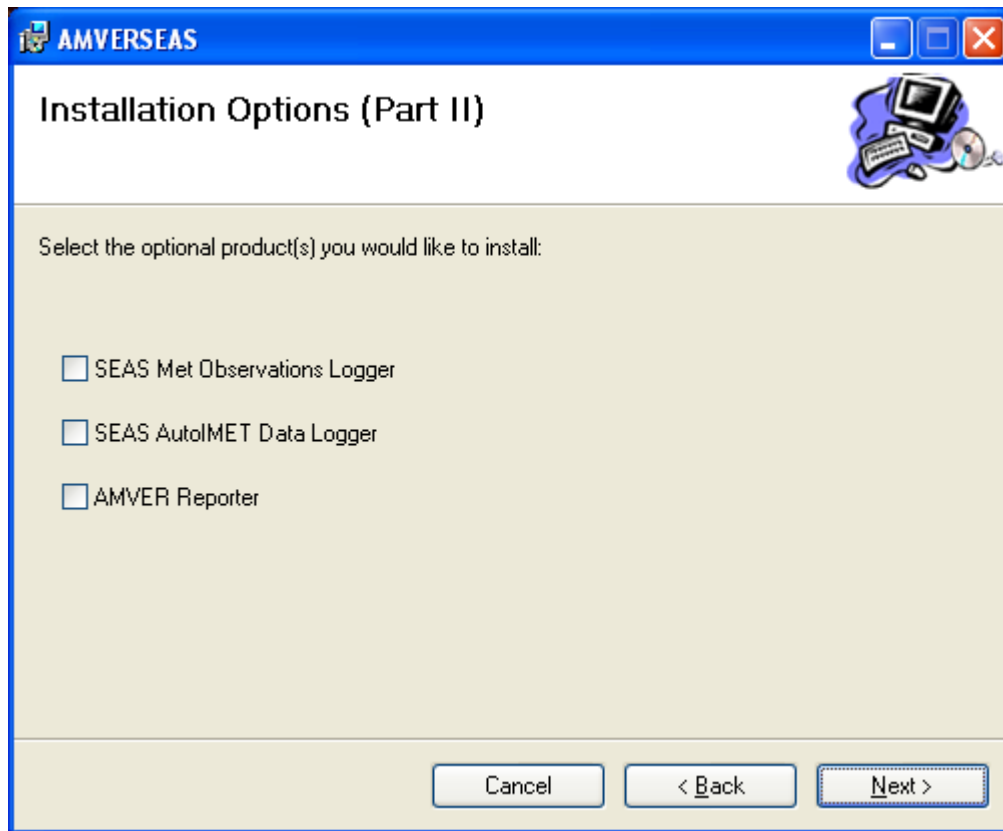 AMVERSEAS
Installation Options (Part II)
Select the optional product(s) you would like to install:
SEAS Met Observations Logger
SEAS AutoIMET Data Logger
AMVER Reporter
Cancel
< Back
Next >